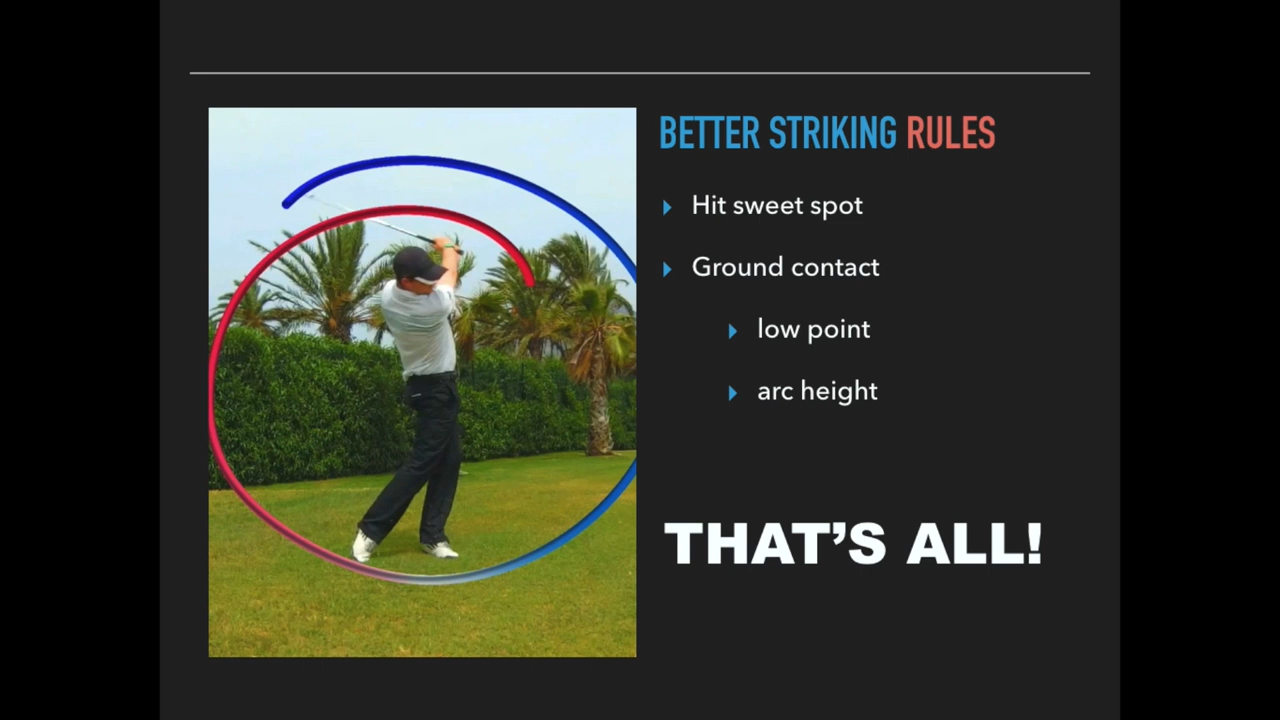 BETTER STRIKING RULES
Hit sweet spot
Ground contact
low point
arc height
THAT’S ALL!